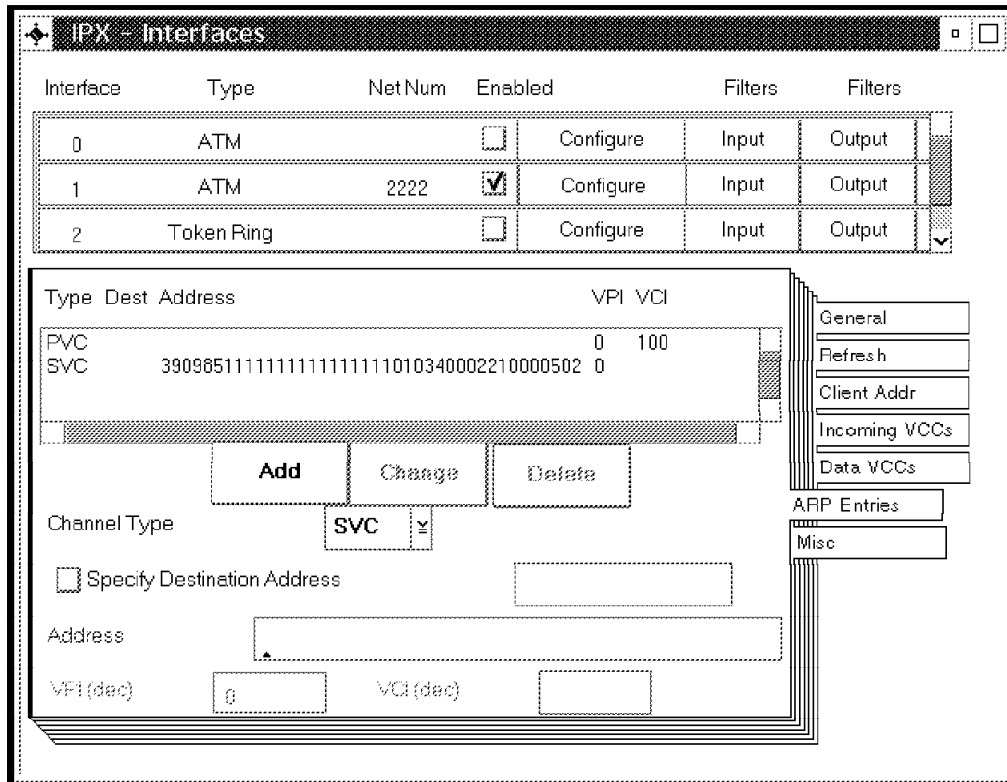 IPX - Interfaces
Interface Type Net Num Enabled Filters Filters
0 ATM Configure Input Output
1 ATM 2222 Configure Input Output
2 Token Ring Configure Input Output
Type Dest Address VPI VCI
PVC 0 100
SVC 3909851111111111111111010340002210000502 0
General
Refresh
Client Addr
Incoming VCCs
Data VCCs
ARP Entries
Misc
Add Change Delete
Channel Type SVC
Specify Destination Address
Address
VPI (dec) 0 VCI (dec)